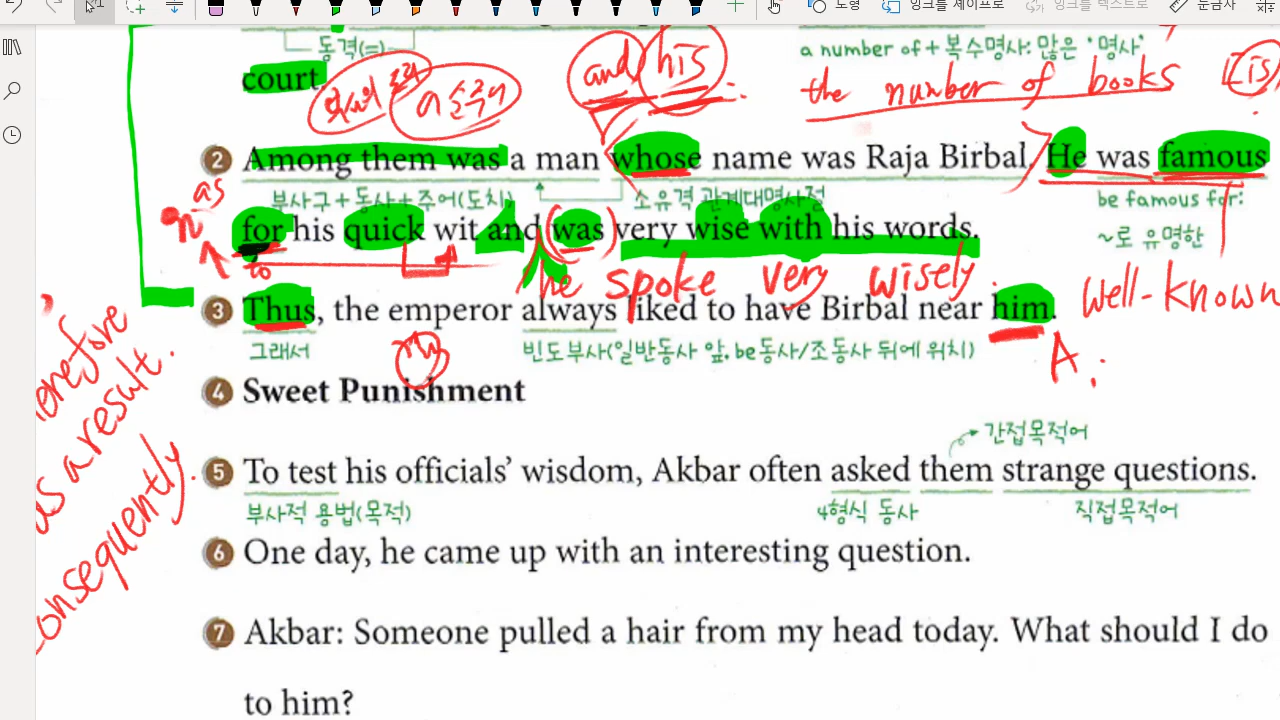 도형 잉크를 셰이프로 잉크를 텍스트로 눈금자
동격(=) a number of + 복수명사: 많은 '명사'
court.
and his
the number of books is
② Among them was a man whose name was Raja Birbal. He was famous
부사구+동사+주어(도치) 소유격 관계대명사절 be famous for:
~로 유명한
as
for his quick wit and was very wise with his words.
to
he spoke very wisely.
③ Thus, the emperor always liked to have Birbal near him. well-known
그래서 빈도부사(일반동사 앞. be동사/조동사 뒤에 위치)
A.
as a result.
④ Sweet Punishment
간접목적어
⑤ To test his officials' wisdom, Akbar often asked them strange questions.
부사적 용법(목적) 4형식 동사 직접목적어
onsequently.
⑥ One day, he came up with an interesting question.
⑦ Akbar: Someone pulled a hair from my head today. What should I do
to him?